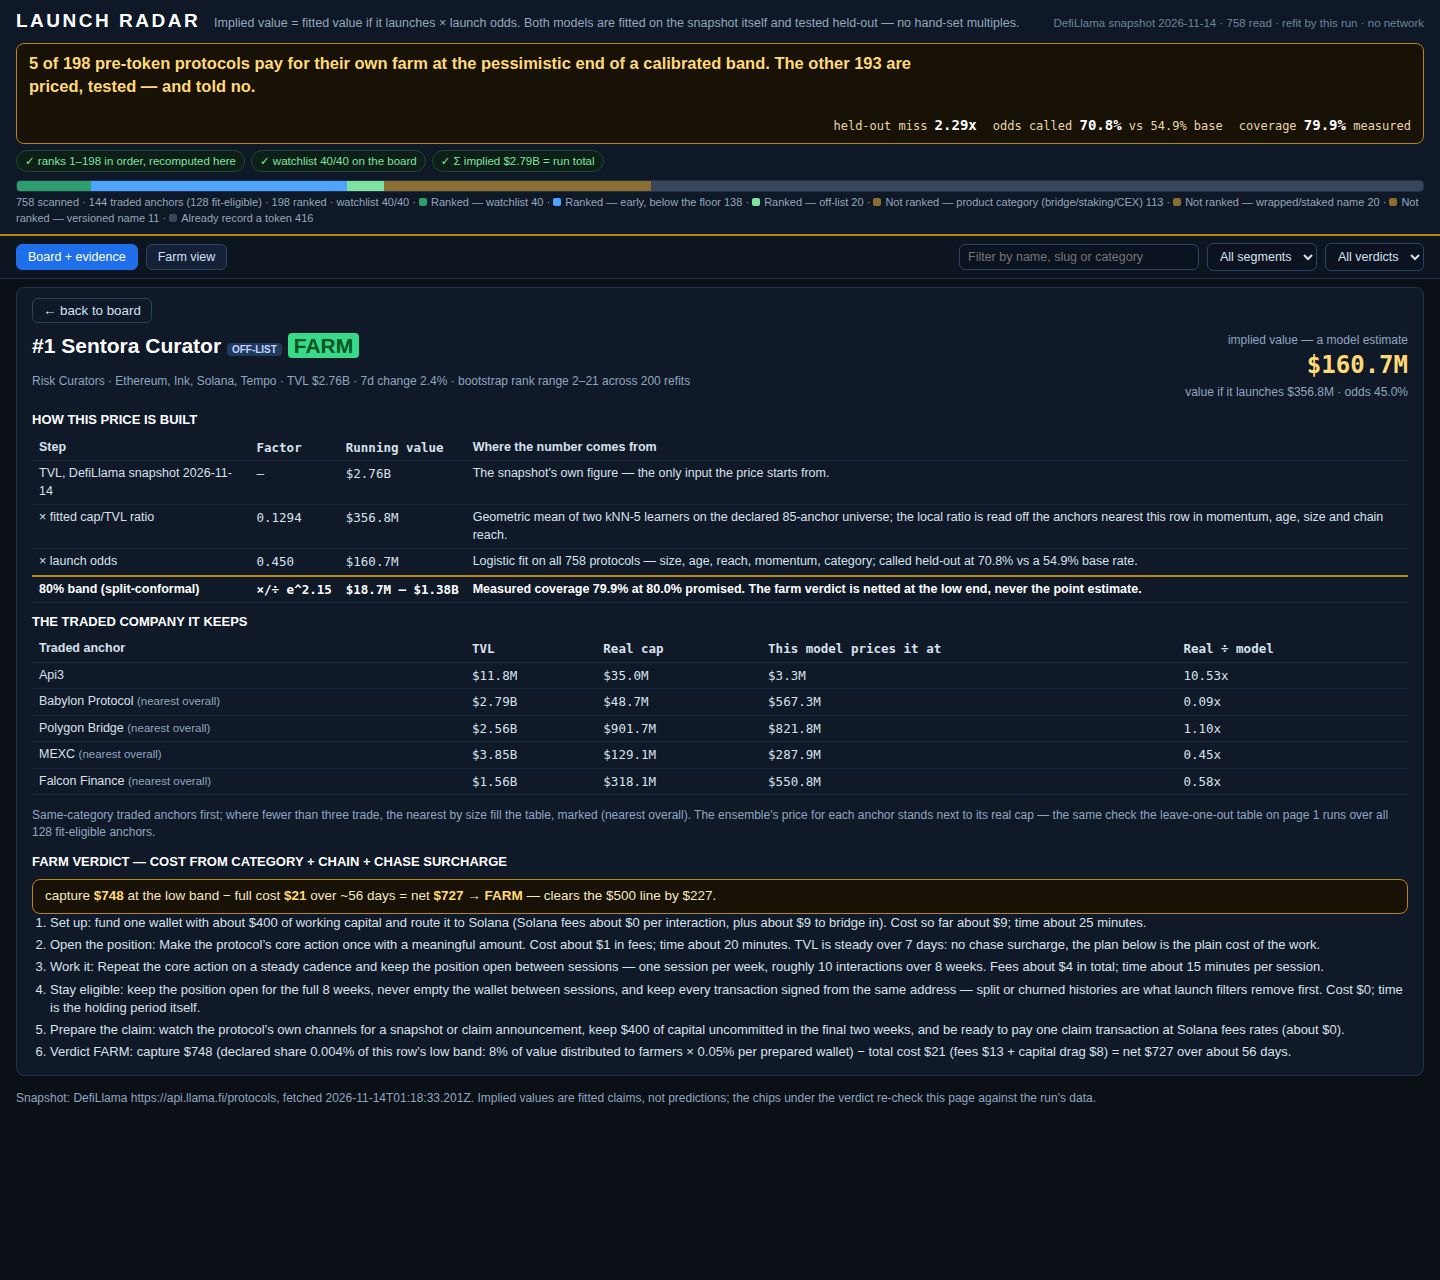 LAUNCH RADAR Implied value = fitted value if it launches × launch odds. Both models are fitted on the snapshot itself and tested held-out — no hand-set multiples. DefiLlama snapshot 2026-11-14 · 758 read · refit by this run · no network
5 of 198 pre-token protocols pay for their own farm at the pessimistic end of a calibrated band. The other 193 are
priced, tested — and told no.
held-out miss 2.29x odds called 70.8% vs 54.9% base coverage 79.9% measured
✓ ranks 1–198 in order, recomputed here ✓ watchlist 40/40 on the board ✓ Σ implied $2.79B = run total
758 scanned · 144 traded anchors (128 fit-eligible) · 198 ranked · watchlist 40/40 · Ranked — watchlist 40 · Ranked — early, below the floor 138 · Ranked — off-list 20 · Not ranked — product category (bridge/staking/CEX) 113 · Not ranked — wrapped/staked name 20 · Not
ranked — versioned name 11 · Already record a token 416
Board + evidence Farm view Filter by name, slug or category All segments All verdicts
← back to board
#1 Sentora Curator OFF-LIST FARM
implied value — a model estimate
$160.7M
Risk Curators · Ethereum, Ink, Solana, Tempo · TVL $2.76B · 7d change 2.4% · bootstrap rank range 2–21 across 200 refits
value if it launches $356.8M · odds 45.0%
HOW THIS PRICE IS BUILT
Step Factor Running value Where the number comes from
TVL, DefiLlama snapshot 2026-11-
14 — $2.76B The snapshot's own figure — the only input the price starts from.
× fitted cap/TVL ratio 0.1294 $356.8M Geometric mean of two kNN-5 learners on the declared 85-anchor universe; the local ratio is read off the anchors nearest this row in momentum, age, size and chain
reach.
× launch odds 0.450 $160.7M Logistic fit on all 758 protocols — size, age, reach, momentum, category; called held-out at 70.8% vs a 54.9% base rate.
80% band (split-conformal) ×/÷ e^2.15 $18.7M – $1.38B Measured coverage 79.9% at 80.0% promised. The farm verdict is netted at the low end, never the point estimate.
THE TRADED COMPANY IT KEEPS
Traded anchor TVL Real cap This model prices it at Real ÷ model
Api3 $11.8M $35.0M $3.3M 10.53x
Babylon Protocol (nearest overall) $2.79B $48.7M $567.3M 0.09x
Polygon Bridge (nearest overall) $2.56B $901.7M $821.8M 1.10x
MEXC (nearest overall) $3.85B $129.1M $287.9M 0.45x
Falcon Finance (nearest overall) $1.56B $318.1M $550.8M 0.58x
Same-category traded anchors first; where fewer than three trade, the nearest by size fill the table, marked (nearest overall). The ensemble's price for each anchor stands next to its real cap — the same check the leave-one-out table on page 1 runs over all
128 fit-eligible anchors.
FARM VERDICT — COST FROM CATEGORY + CHAIN + CHASE SURCHARGE
capture $748 at the low band − full cost $21 over ~56 days = net $727 → FARM — clears the $500 line by $227.
1. Set up: fund one wallet with about $400 of working capital and route it to Solana (Solana fees about $0 per interaction, plus about $9 to bridge in). Cost so far about $9; time about 25 minutes.
2. Open the position: Make the protocol's core action once with a meaningful amount. Cost about $1 in fees; time about 20 minutes. TVL is steady over 7 days: no chase surcharge, the plan below is the plain cost of the work.
3. Work it: Repeat the core action on a steady cadence and keep the position open between sessions — one session per week, roughly 10 interactions over 8 weeks. Fees about $4 in total; time about 15 minutes per session.
4. Stay eligible: keep the position open for the full 8 weeks, never empty the wallet between sessions, and keep every transaction signed from the same address — split or churned histories are what launch filters remove first. Cost $0; time
is the holding period itself.
5. Prepare the claim: watch the protocol's own channels for a snapshot or claim announcement, keep $400 of capital uncommitted in the final two weeks, and be ready to pay one claim transaction at Solana fees rates (about $0).
6. Verdict FARM: capture $748 (declared share 0.004% of this row's low band: 8% of value distributed to farmers × 0.05% per prepared wallet) − total cost $21 (fees $13 + capital drag $8) = net $727 over about 56 days.
Snapshot: DefiLlama https://api.llama.fi/protocols, fetched 2026-11-14T01:18:33.201Z. Implied values are fitted claims, not predictions; the chips under the verdict re-check this page against the run's data.